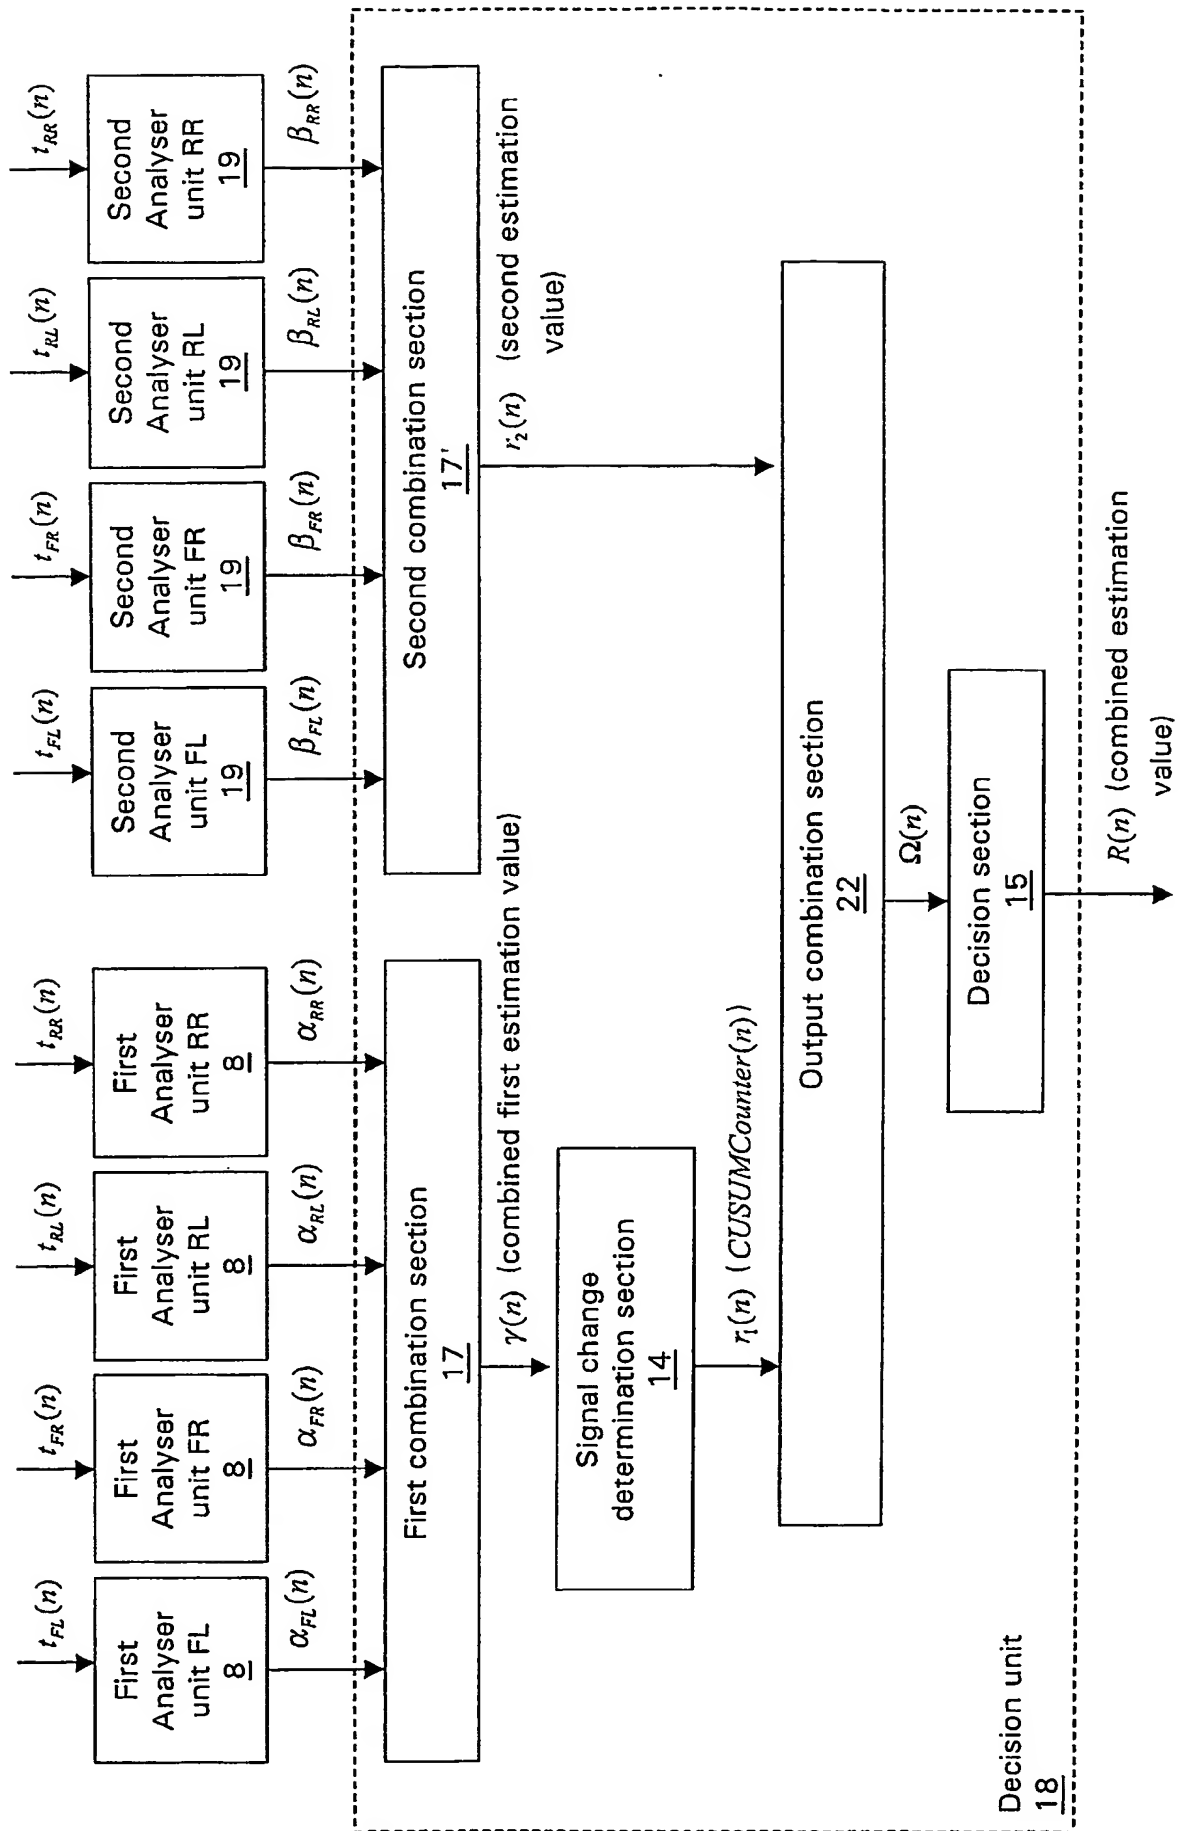 t_FL(n)
t_FR(n)
t_RL(n)
t_RR(n)
t_FL(n)
t_FR(n)
t_RL(n)
t_RR(n)
First
Analyser
unit FL
8
First
Analyser
unit FR
8
First
Analyser
unit RL
8
First
Analyser
unit RR
8
Second
Analyser
unit FL
19
Second
Analyser
unit FR
19
Second
Analyser
unit RL
19
Second
Analyser
unit RR
19
α_FL(n)
α_FR(n)
α_RL(n)
α_RR(n)
β_FL(n)
β_FR(n)
β_RL(n)
β_RR(n)
First combination section
17
Second combination section
17'
γ(n) (combined first estimation value)
r₂(n) (second estimation
value)
Signal change
determination section
14
r₁(n) (CUSUMCounter(n))
Output combination section
22
Ω(n)
Decision section
15
Decision unit
18
R(n) (combined estimation
value)